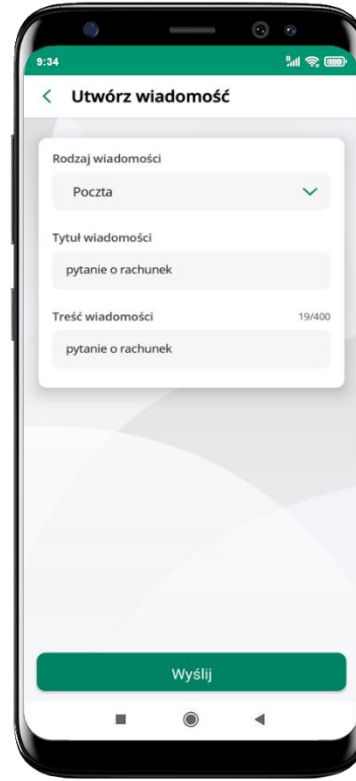 9:34
Utwórz wiadomość
Rodzaj wiadomości
Poczta
Tytuł wiadomości
pytanie o rachunek
Treść wiadomości 19/400
pytanie o rachunek
Wyślij